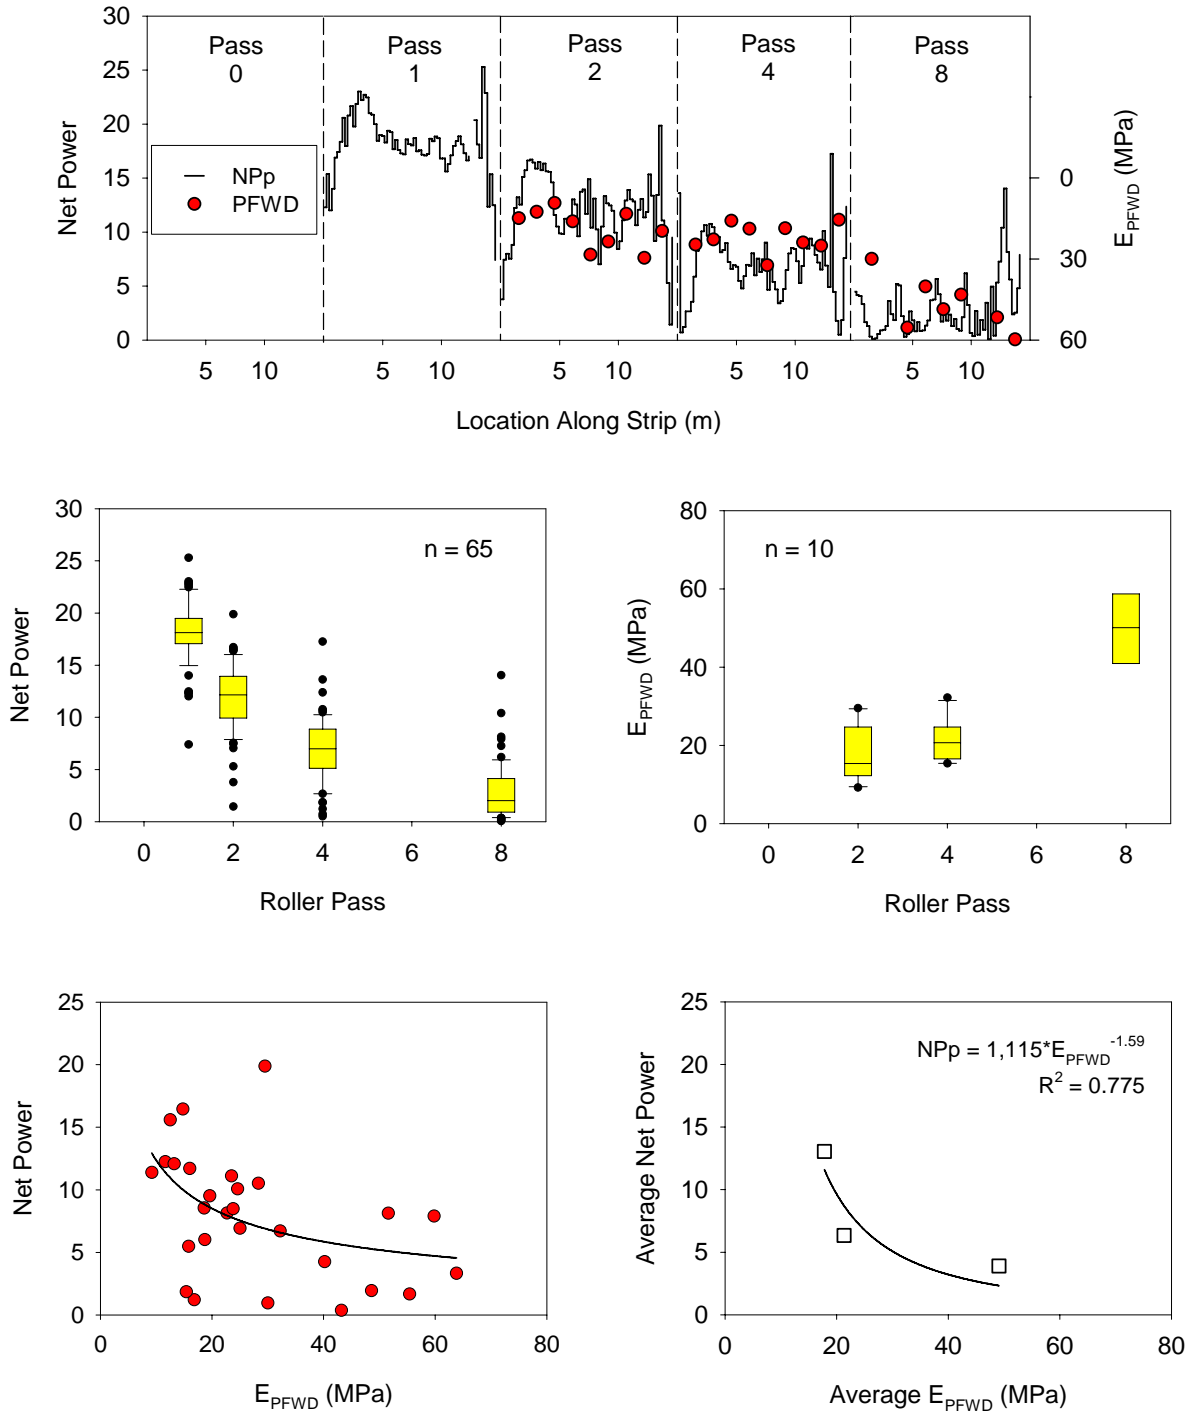 Pass 0
Pass 1
Pass 2
Pass 4
Pass 8
30
25
20
15
10
5
0
Net Power
NPp
PFWD
0
30
60
E_PFWD (MPa)
5 10 5 10 5 10 5 10 5 10
Location Along Strip (m)
30
25
20
15
10
5
0
Net Power
n = 65
0 2 4 6 8
Roller Pass
80
60
40
20
0
E_PFWD (MPa)
n = 10
0 2 4 6 8
Roller Pass
25
20
15
10
5
0
Net Power
0 20 40 60 80
E_PFWD (MPa)
25
20
15
10
5
0
Average Net Power
NPp = 1,115*E_PFWD^-1.59
R² = 0.775
0 20 40 60 80
Average E_PFWD (MPa)